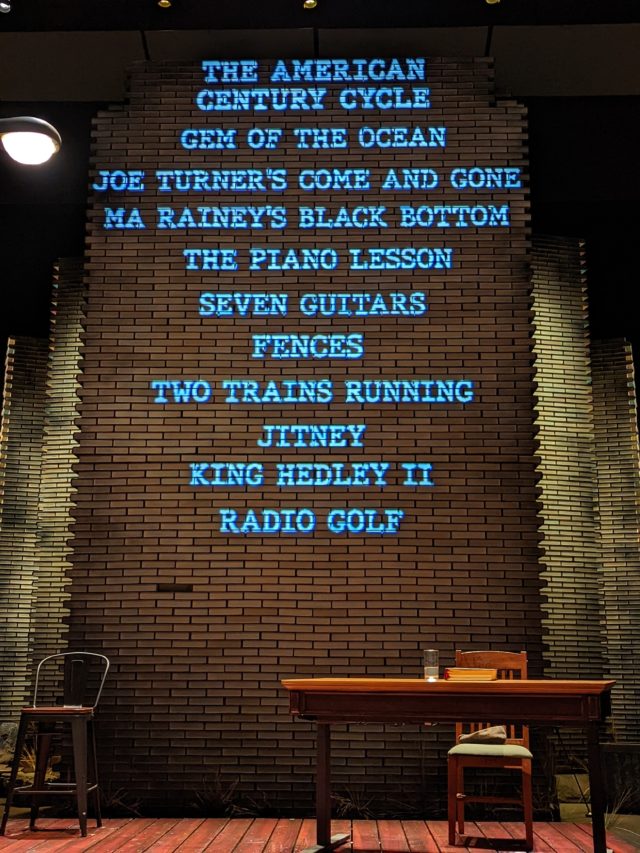 THE AMERICAN
CENTURY CYCLE
GEM OF THE OCEAN
JOE TURNER'S COME AND GONE
MA RAINEY'S BLACK BOTTOM
THE PIANO LESSON
SEVEN GUITARS
FENCES
TWO TRAINS RUNNING
JITNEY
KING HEDLEY II
RADIO GOLF